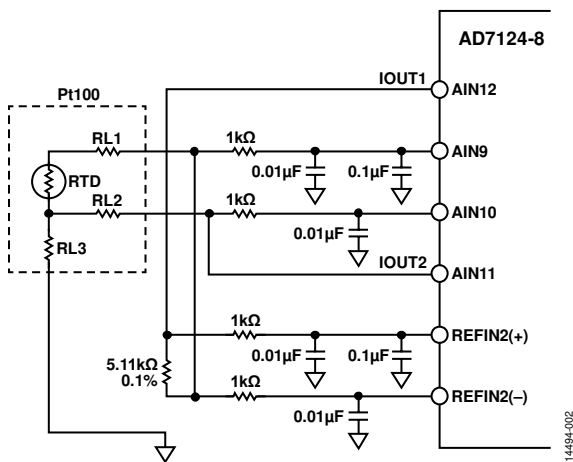 AD7124-8
IOUT1
AIN12
Pt100
RL1
1kΩ
AIN9
0.01µF
0.1µF
RTD
RL2
1kΩ
AIN10
RL3
0.01µF
IOUT2
AIN11
1kΩ
REFIN2(+)
5.11kΩ
0.1%
0.01µF
0.1µF
1kΩ
REFIN2(–)
0.01µF
14494-002